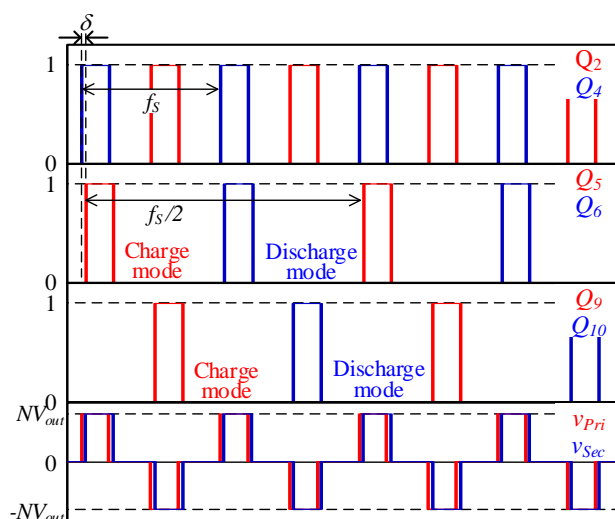 δ
1
Q2
Q4
fs
0
1
Q5
Q6
fs/2
Charge mode
Discharge mode
0
1
Q9
Q10
Charge mode
Discharge mode
0
NVout
vPri
vSec
0
-NVout